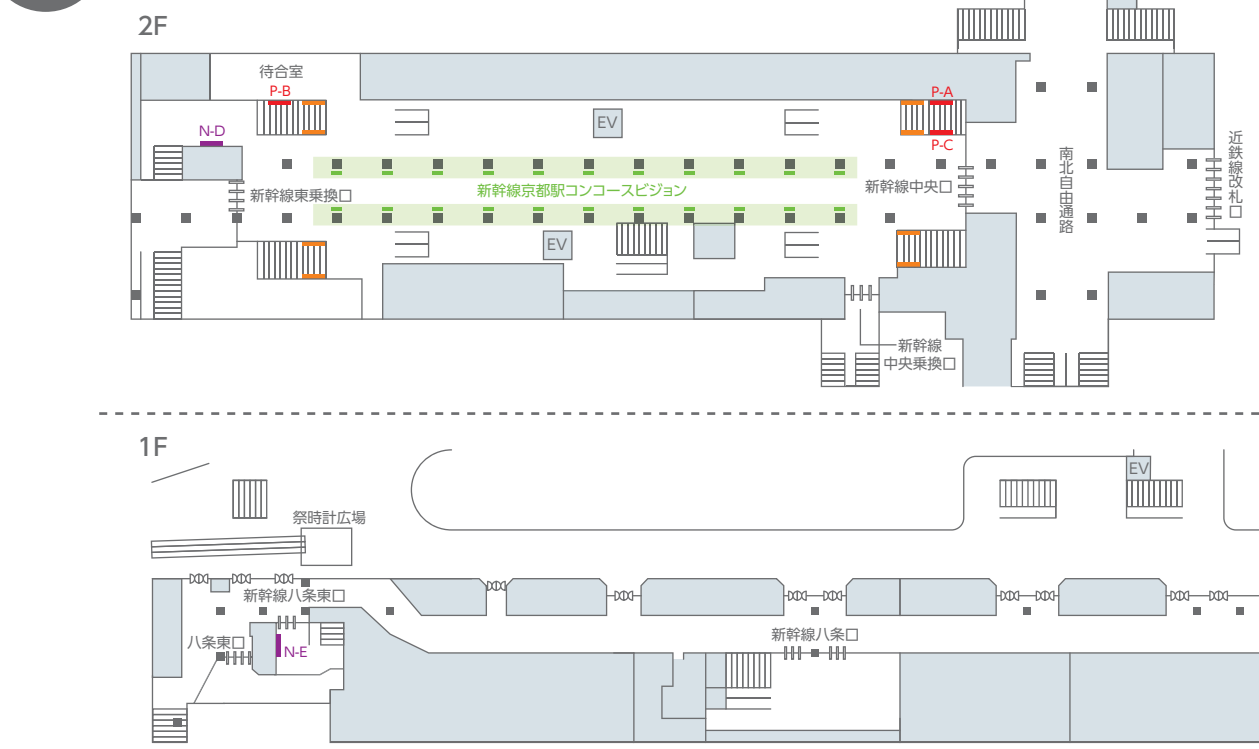 2F
待合室
P-B
P-A
N-D
EV
P-C
近鉄線改札口
南北自由通路
新幹線東乗換口
新幹線京都駅コンコースビジョン
新幹線中央口
EV
新幹線
中央乗換口
1F
EV
祭時計広場
新幹線八条東口
八条東口
N-E
新幹線八条口